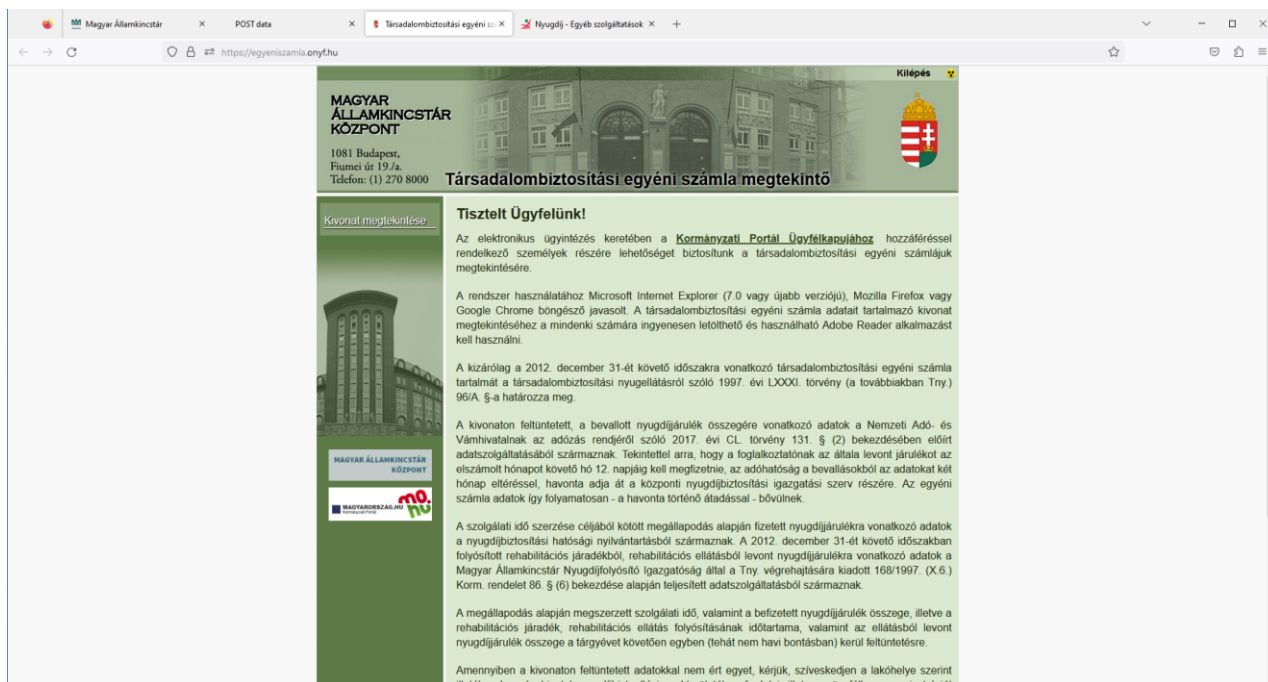 Magyar Államkincstár
POST data
Társadalombiztosítási egyéni sz
Nyugdíj - Egyéb szolgáltatások
https://egyeniszamla.onyf.hu
Kilépés
MAGYAR
ÁLLAMKINCSTÁR
KÖZPONT
1081 Budapest,
Fiumei út 19./a.
Telefon: (1) 270 8000
Társadalombiztosítási egyéni számla megtekintő
Kivonat megtekintése
MAGYAR ÁLLAMKINCSTÁR
KÖZPONT
MAGYARORSZÁG.HU
Kormányzati Portál
mo.
hu
Tisztelt Ügyfelünk!
Az elektronikus ügyintézés keretében a Kormányzati Portál Ügyfélkapujához hozzáféréssel
rendelkező személyek részére lehetőséget biztosítunk a társadalombiztosítási egyéni számlájuk
megtekintésére.
A rendszer használatához Microsoft Internet Explorer (7.0 vagy újabb verziójú), Mozilla Firefox vagy
Google Chrome böngésző javasolt. A társadalombiztosítási egyéni számla adatait tartalmazó kivonat
megtekintéséhez a mindenki számára ingyenesen letölthető és használható Adobe Reader alkalmazást
kell használni.
A kizárólag a 2012. december 31-ét követő időszakra vonatkozó társadalombiztosítási egyéni számla
tartalmát a társadalombiztosítási nyugellátásról szóló 1997. évi LXXXI. törvény (a továbbiakban Tny.)
96/A. §-a határozza meg.
A kivonaton feltüntetett, a bevallott nyugdíjjárulék összegére vonatkozó adatok a Nemzeti Adó- és
Vámhivatalnak az adózás rendjéről szóló 2017. évi CL. törvény 131. § (2) bekezdésében előírt
adatszolgáltatásából származnak. Tekintettel arra, hogy a foglalkoztatónak az általa levont járulékot az
elszámolt hónapot követő hó 12. napjáig kell megfizetnie, az adóhatóság a bevallásokból az adatokat két
hónap eltéréssel, havonta adja át a központi nyugdíjbiztosítási igazgatási szerv részére. Az egyéni
számla adatok így folyamatosan - a havonta történő átadással - bővülnek.
A szolgálati idő szerzése céljából kötött megállapodás alapján fizetett nyugdíjjárulékra vonatkozó adatok
a nyugdíjbiztosítási hatósági nyilvántartásból származnak. A 2012. december 31-ét követő időszakban
folyósított rehabilitációs járadékból, rehabilitációs ellátásból levont nyugdíjjárulékra vonatkozó adatok a
Magyar Államkincstár Nyugdíjfolyósító Igazgatóság által a Tny. végrehajtására kiadott 168/1997. (X.6.)
Korm. rendelet 86. § (6) bekezdése alapján teljesített adatszolgáltatásból származnak.
A megállapodás alapján megszerzett szolgálati idő, valamint a befizetett nyugdíjjárulék összege, illetve a
rehabilitációs járadék, rehabilitációs ellátás folyósításának időtartama, valamint az ellátásból levont
nyugdíjjárulék összege a tárgyévet követően egyben (tehát nem havi bontásban) kerül feltüntetésre.
Amennyiben a kivonaton feltüntetett adatokkal nem ért egyet, kérjük, szíveskedjen a lakóhelye szerint